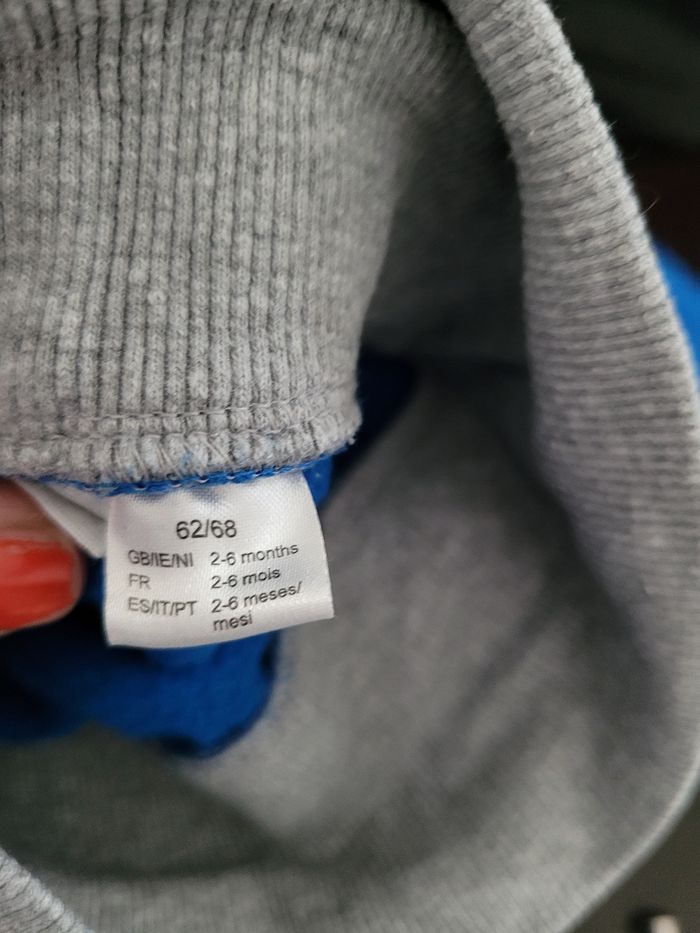 62/68
GB/IE/NI 2-6 months
FR 2-6 mois
ES/IT/PT 2-6 meses/
mesi